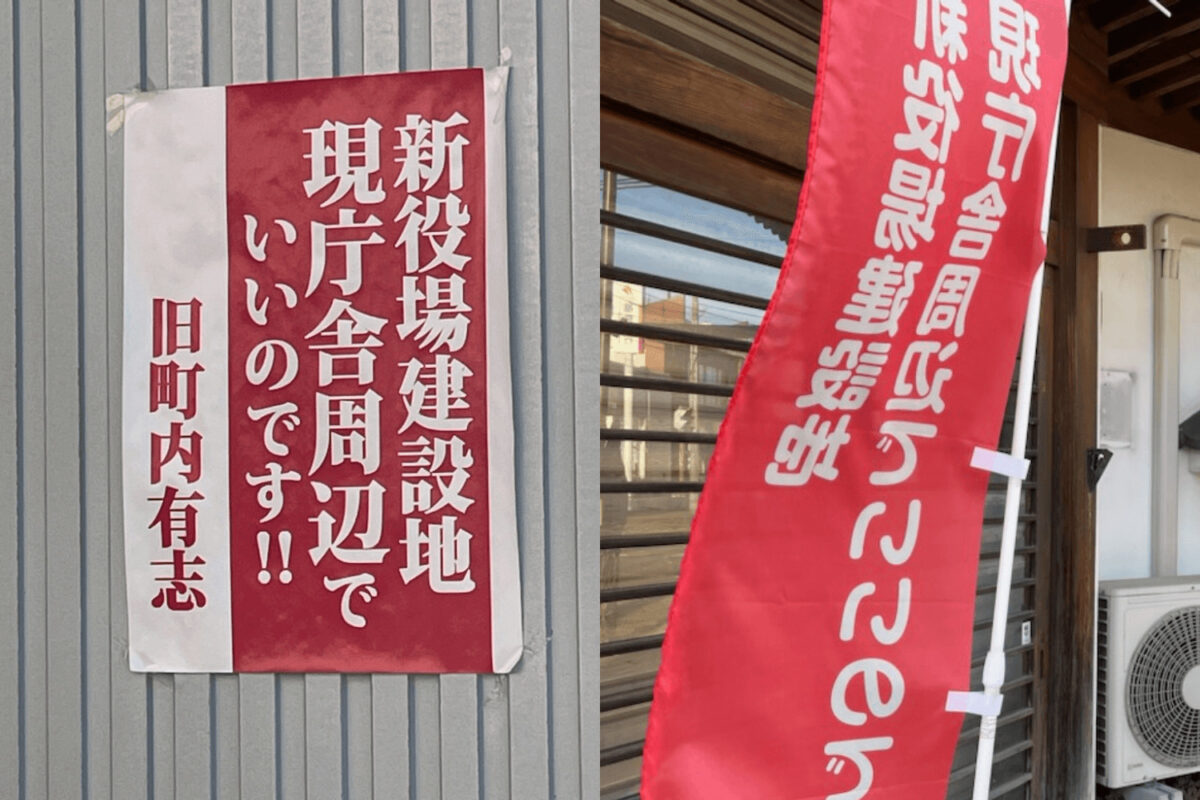 新役場建設地
現庁舎周辺で
いいのです!!
旧町内有志
新役場建設地
現庁舎周辺でいいので